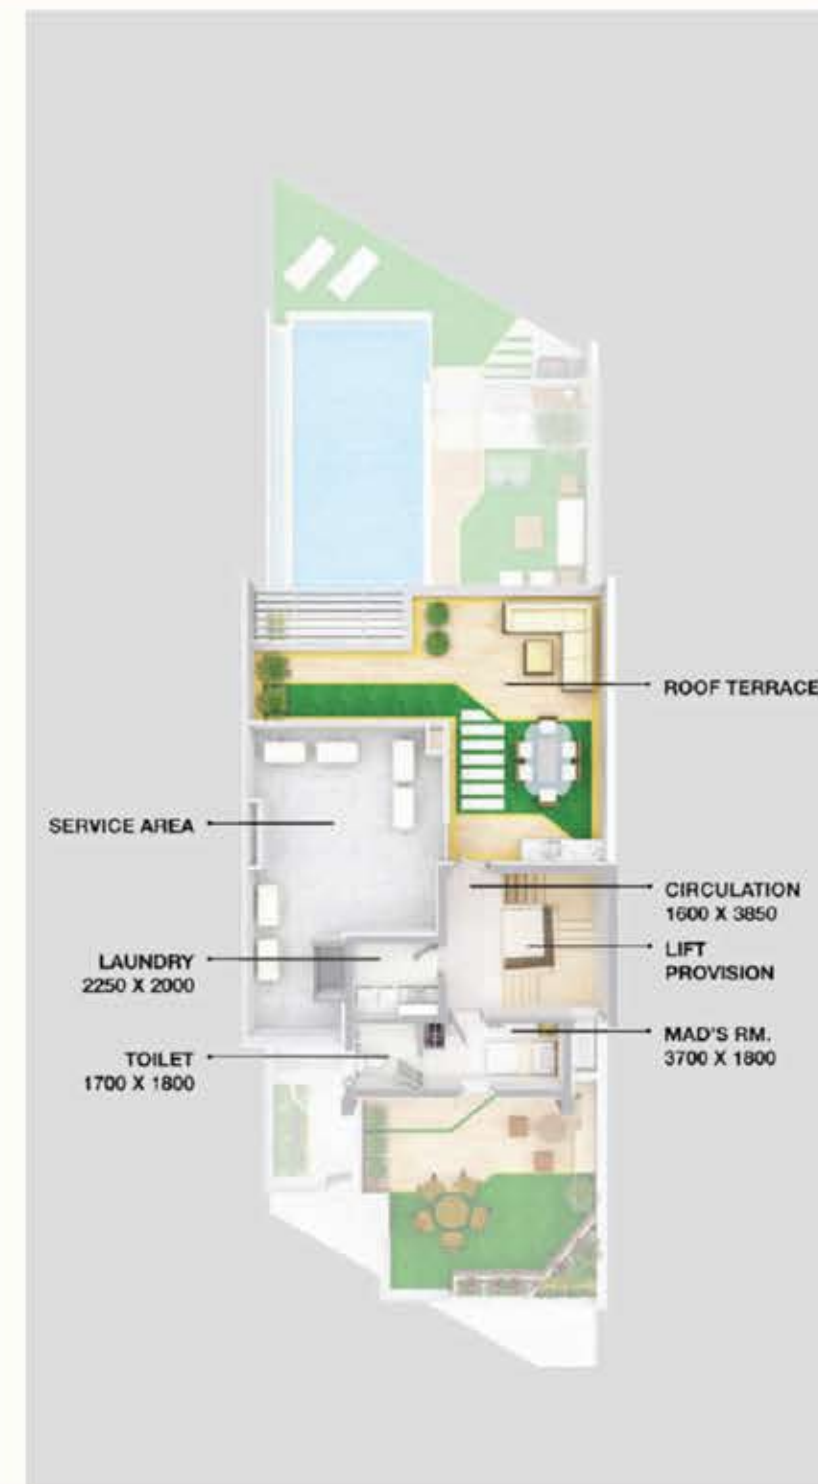 ROOF TERRACE
SERVICE AREA
CIRCULATION
1600 X 3850
LAUNDRY
2250 X 2000
LIFT
PROVISION
MAD'S RM.
3700 X 1800
TOILET
1700 X 1800